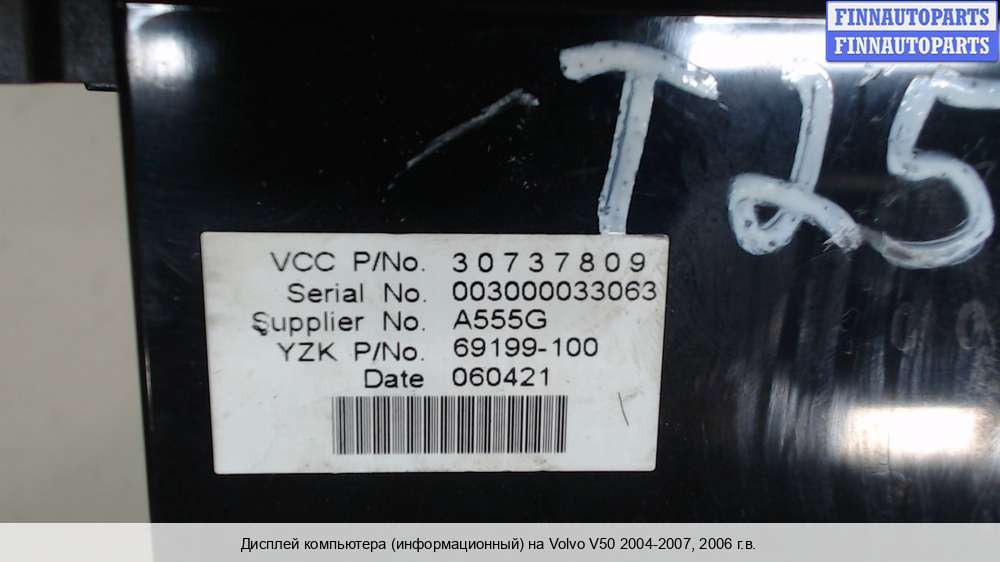 FINNAUTOPARTS
FINNAUTOPARTS
T25
VCC P/No. 30737809
Serial No. 003000033063
Supplier No. A555G
YZK P/No. 69199-100
Date 060421
Дисплей компьютера (информационный) на Volvo V50 2004-2007, 2006 г.в.